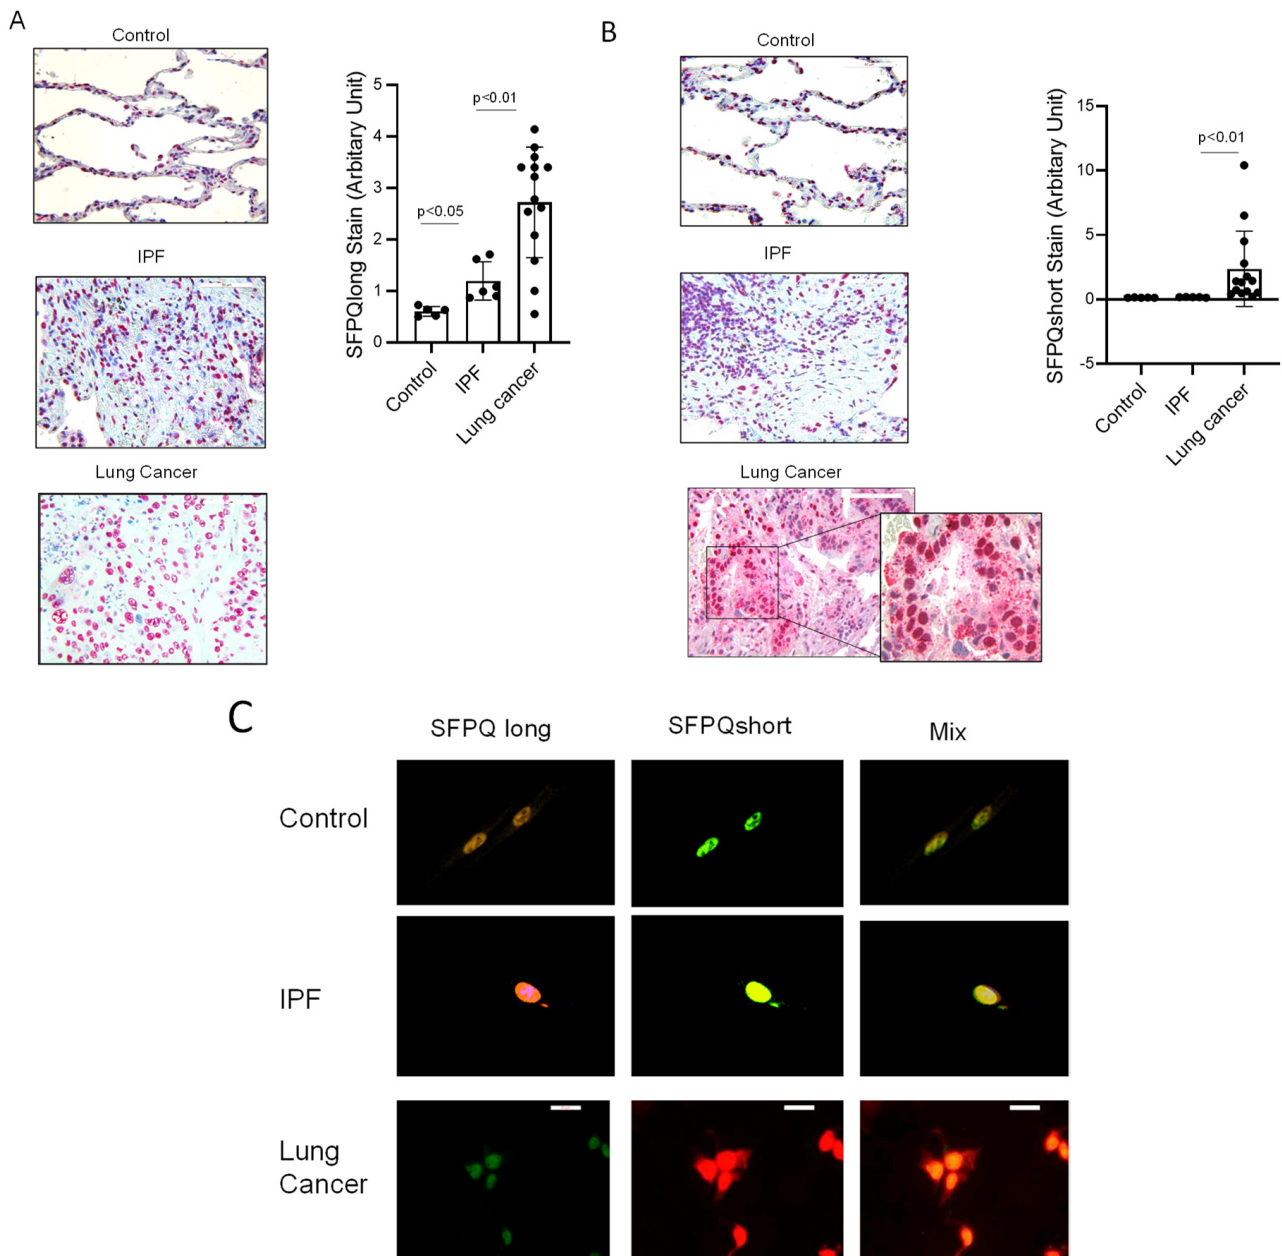 A
Control
IPF
Lung Cancer
SFPQlong Stain (Arbitary Unit)
5
4
3
2
1
0
p<0.05
p<0.01
Control
IPF
Lung cancer
B
Control
IPF
Lung Cancer
SFPQshort Stain (Arbitary Unit)
15
10
5
0
-5
p<0.01
Control
IPF
Lung cancer
C
SFPQ long
SFPQshort
Mix
Control
IPF
Lung
Cancer